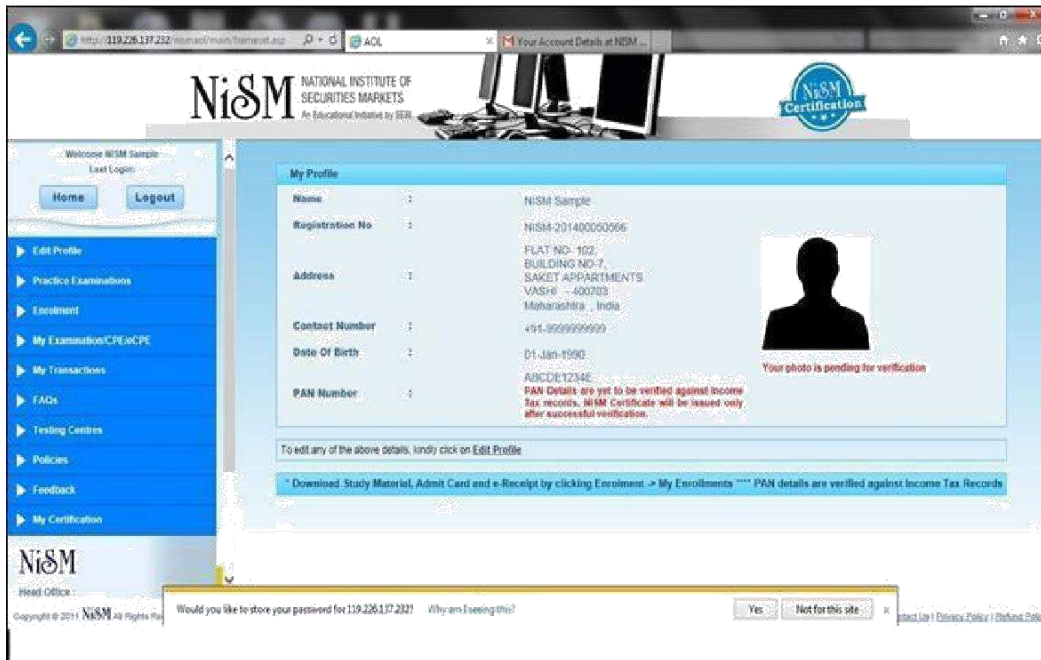 http://119.226.137.232/nismaol/main/frameset.asp
AOL
Your Account Details at NISM ...
NiSM
NATIONAL INSTITUTE OF
SECURITIES MARKETS
An Educational Initiative by SEBI
NiSM
Certification
Welcome NISM Sample
Last Login:
Home
Logout
Edit Profile
Practice Examinations
Enrolment
My Examination/CPE/eCPE
My Transactions
FAQs
Testing Centres
Policies
Feedback
My Certification
NiSM
Head Office :
My Profile
Name : NISM Sample
Registration No : NISM-201400050566
Address : FLAT NO- 102,
BUILDING NO-7,
SAKET APPARTMENTS
VASHI - 400703
Maharashtra , India
Contact Number : +91-9999999999
Date Of Birth : 01-Jan-1990
PAN Number : ABCDE1234E
PAN Details are yet to be verified against Income
Tax records. NISM Certificate will be issued only
after successful verification.
Your photo is pending for verification
To edit any of the above details, kindly click on Edit Profile
* Download Study Material, Admit Card and e-Receipt by clicking Enrolment -> My Enrollments **** PAN details are verified against Income Tax Records
Would you like to store your password for 119.226.137.232? Why am I seeing this? Yes Not for this site
Copyright © 2011 NiSM All Rights
Privacy Policy | Refund